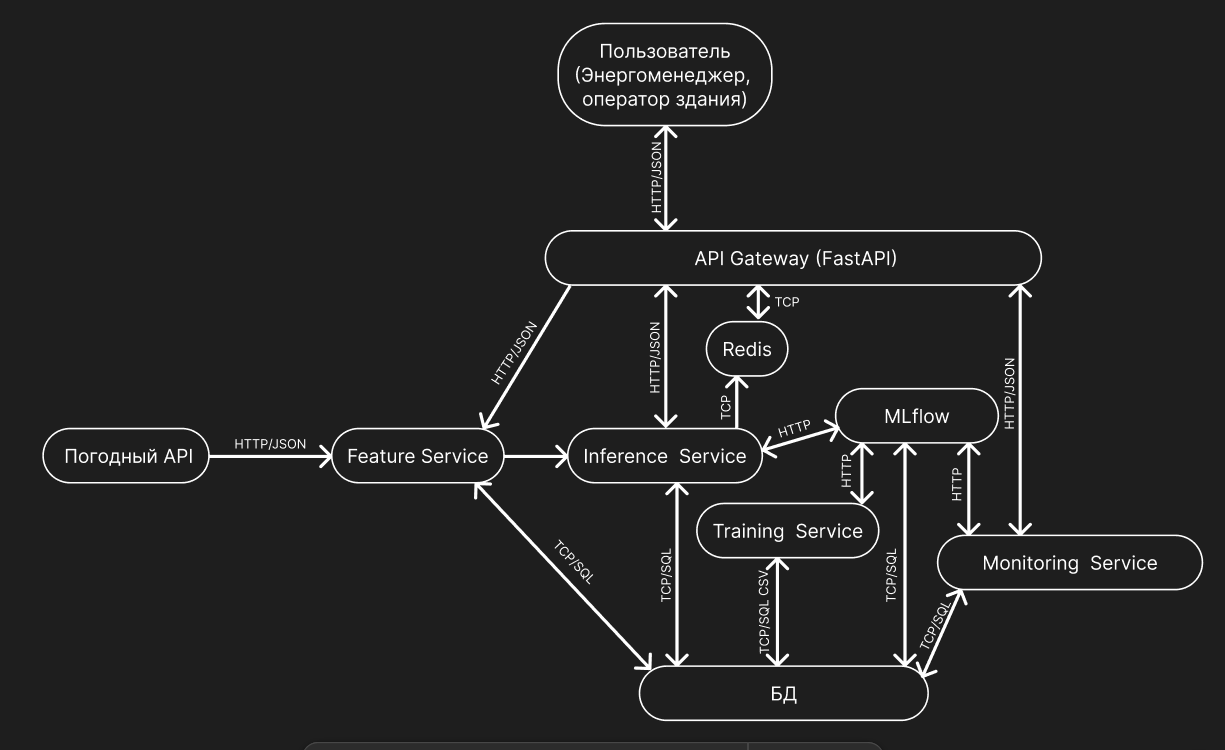 Пользователь
(Энергоменеджер,
оператор здания)
HTTP/JSON
API Gateway (FastAPI)
HTTP/JSON
HTTP/JSON
TCP
HTTP/JSON
Redis
TCP
MLflow
HTTP
Погодный API
HTTP/JSON
Feature Service
Inference Service
HTTP
HTTP
Training Service
Monitoring Service
TCP/SQL
TCP/SQL
TCP/SQL CSV
TCP/SQL
TCP/SQL
БД